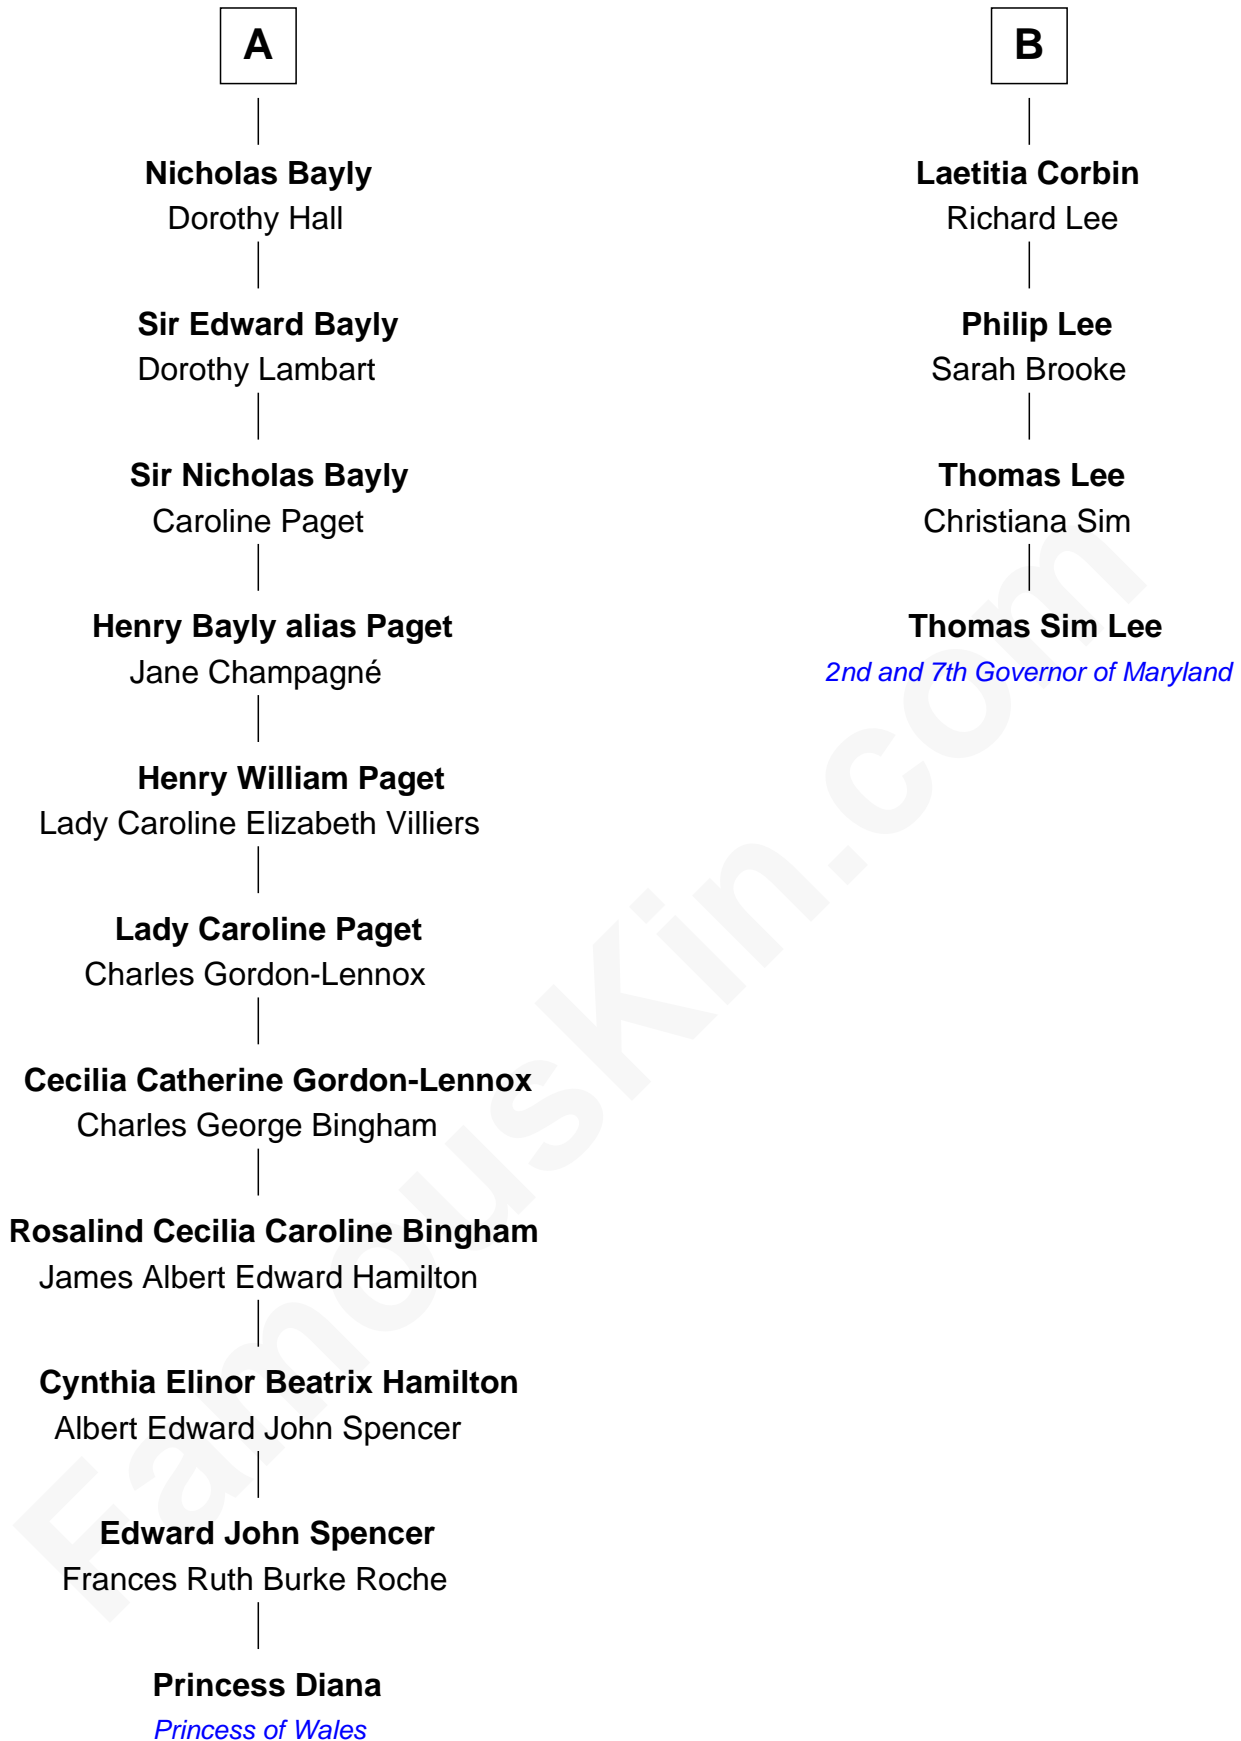 A
Nicholas Bayly
Dorothy Hall
Sir Edward Bayly
Dorothy Lambart
Sir Nicholas Bayly
Caroline Paget
Henry Bayly alias Paget
Jane Champagné
Henry William Paget
Lady Caroline Elizabeth Villiers
Lady Caroline Paget
Charles Gordon-Lennox
Cecilia Catherine Gordon-Lennox
Charles George Bingham
Rosalind Cecilia Caroline Bingham
James Albert Edward Hamilton
Cynthia Elinor Beatrix Hamilton
Albert Edward John Spencer
Edward John Spencer
Frances Ruth Burke Roche
Princess Diana
Princess of Wales
B
Laetitia Corbin
Richard Lee
Philip Lee
Sarah Brooke
Thomas Lee
Christiana Sim
Thomas Sim Lee
2nd and 7th Governor of Maryland
FamousKin.com